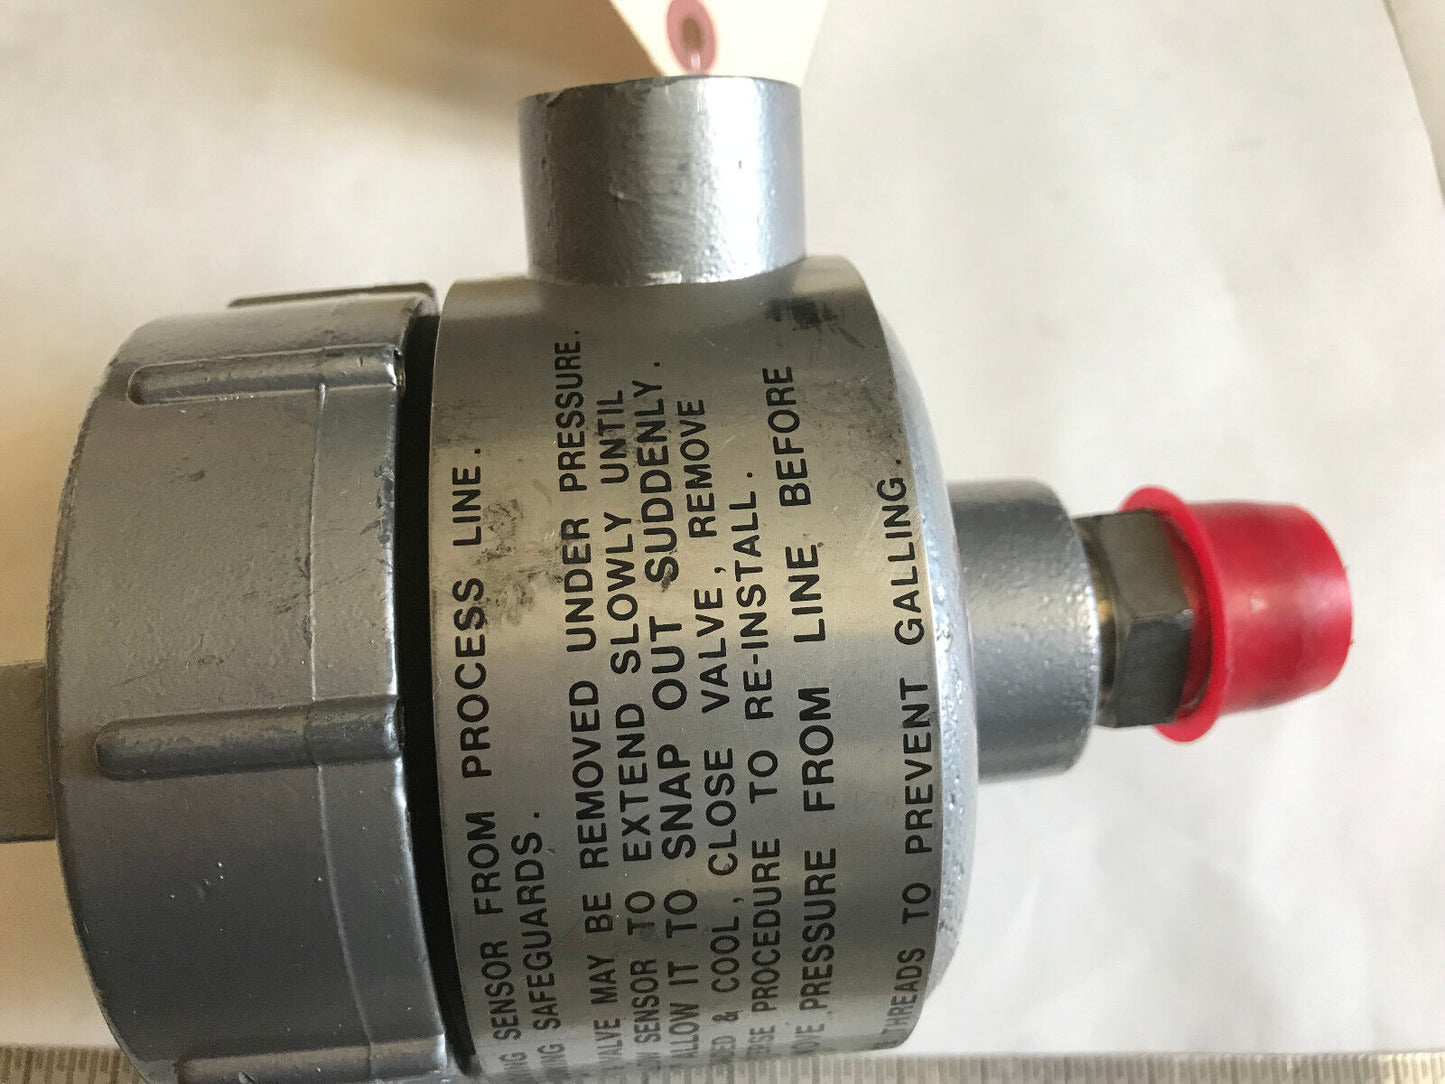 SENSOR FROM PROCESS LINE.
SAFEGUARDS.
VALVE MAY BE REMOVED UNDER PRESSURE.
SENSOR TO EXTEND SLOWLY UNTIL
ALLOW IT TO SNAP OUT SUDDENLY.
& COOL, CLOSE VALVE, REMOVE
PROCEDURE TO RE-INSTALL.
PRESSURE FROM LINE BEFORE
THREADS TO PREVENT GALLING.